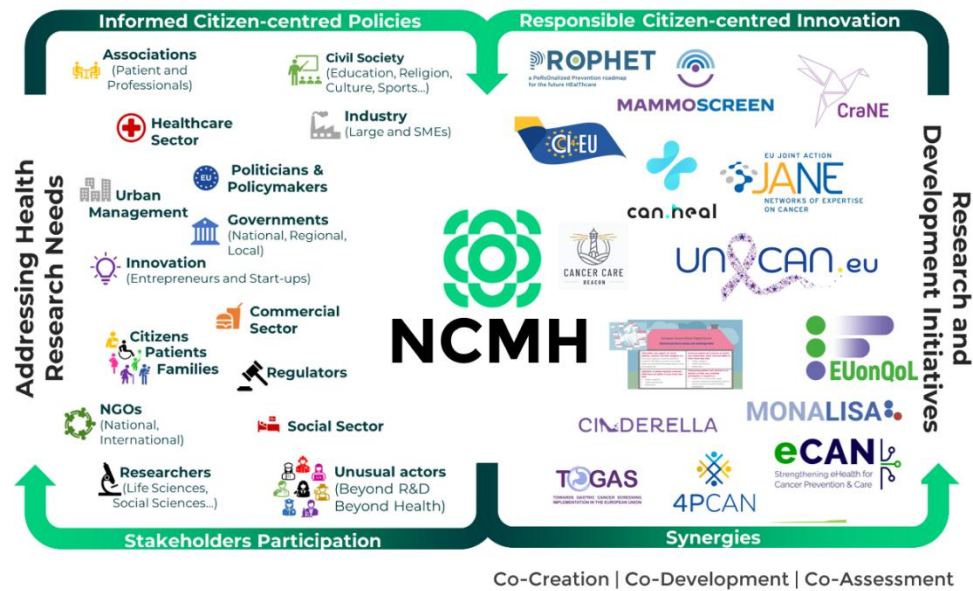 Informed Citizen-centred Policies
Responsible Citizen-centred Innovation
Addressing Health
Research Needs
Associations
(Patient and
Professionals)
Civil Society
(Education, Religion,
Culture, Sports...)
Healthcare
Sector
Industry
(Large and SMEs)
EU
Politicians &
Policymakers
Urban
Management
Governments
(National, Regional,
Local)
Innovation
(Entrepreneurs and Start-ups)
Commercial
Sector
Citizens
Patients
Families
Regulators
NGOs
(National,
International)
Social Sector
Researchers
(Life Sciences,
Social Sciences...)
Unusual actors
(Beyond R&D
Beyond Health)
Stakeholders Participation
NCMH
PROPHET
a PeRsOnalized Prevention roadmap
for the future HEalThcare
MAMMOSCREEN
CraNE
CCI-EU
can.heal
EU JOINT ACTION
JANE
NETWORKS OF EXPERTISE
ON CANCER
CANCER CARE
BEACON
UNCAN.eu
EUonQoL
CINDERELLA
MONALISA
TOGAS
TOWARDS GASTRIC CANCER SCREENING
IMPLEMENTATION IN THE EUROPEAN UNION
4PCAN
eCAN
Strengthening eHealth for
Cancer Prevention & Care
Research and
Development Initiatives
Synergies
Co-Creation | Co-Development | Co-Assessment